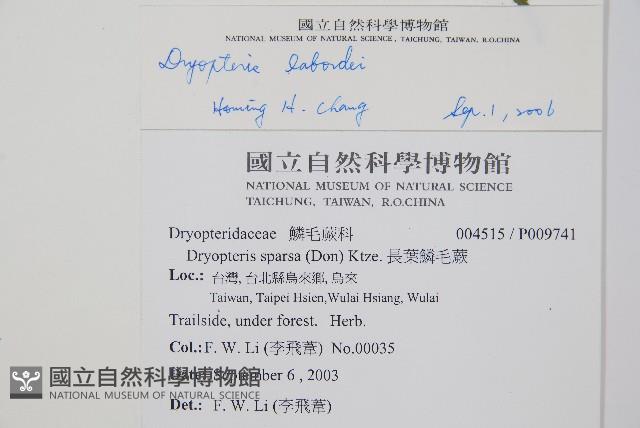 國立自然科學博物館
NATIONAL MUSEUM OF NATURAL SCIENCE, TAICHUNG, TAIWAN, R.O.CHINA
Dryopteris labordei
Homing H. Chang Sep. 1, 2006
國立自然科學博物館
NATIONAL MUSEUM OF NATURAL SCIENCE
TAICHUNG, TAIWAN, R.O.CHINA
Dryopteridaceae 鱗毛蕨科 004515 / P009741
Dryopteris sparsa (Don) Ktze. 長葉鱗毛蕨
Loc.: 台灣, 台北縣烏來鄉, 烏來
Taiwan, Taipei Hsien,Wulai Hsiang, Wulai
Trailside, under forest. Herb.
Col.: F. W. Li (李飛葦) No.00035
Date: September 6 , 2003
Det.: F. W. Li (李飛葦)
國立自然科學博物館
NATIONAL MUSEUM OF NATURAL SCIENCE